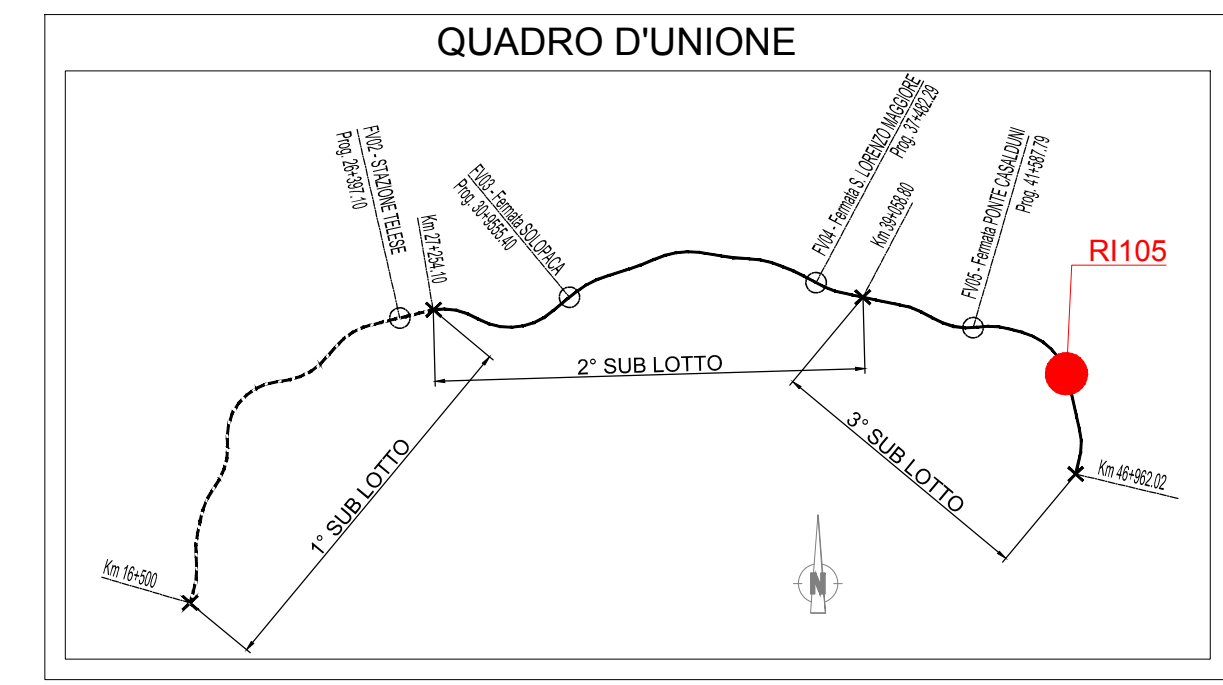 QUADRO D'UNIONE
FV02 - STAZIONE TELESE
Prog. 26+397.10
Km 27+254.10
FV03 - Fermata SOLOPACA
Prog. 30+9555.40
FV04 - Fermata S. LORENZO MAGGIORE
Prog. 37+482.29
Km 39+058.80
FV05 - Fermata PONTE CASALDUNI
Prog. 41+587.79
RI105
2° SUB LOTTO
3° SUB LOTTO
1° SUB LOTTO
Km 46+962.02
Km 16+500
N